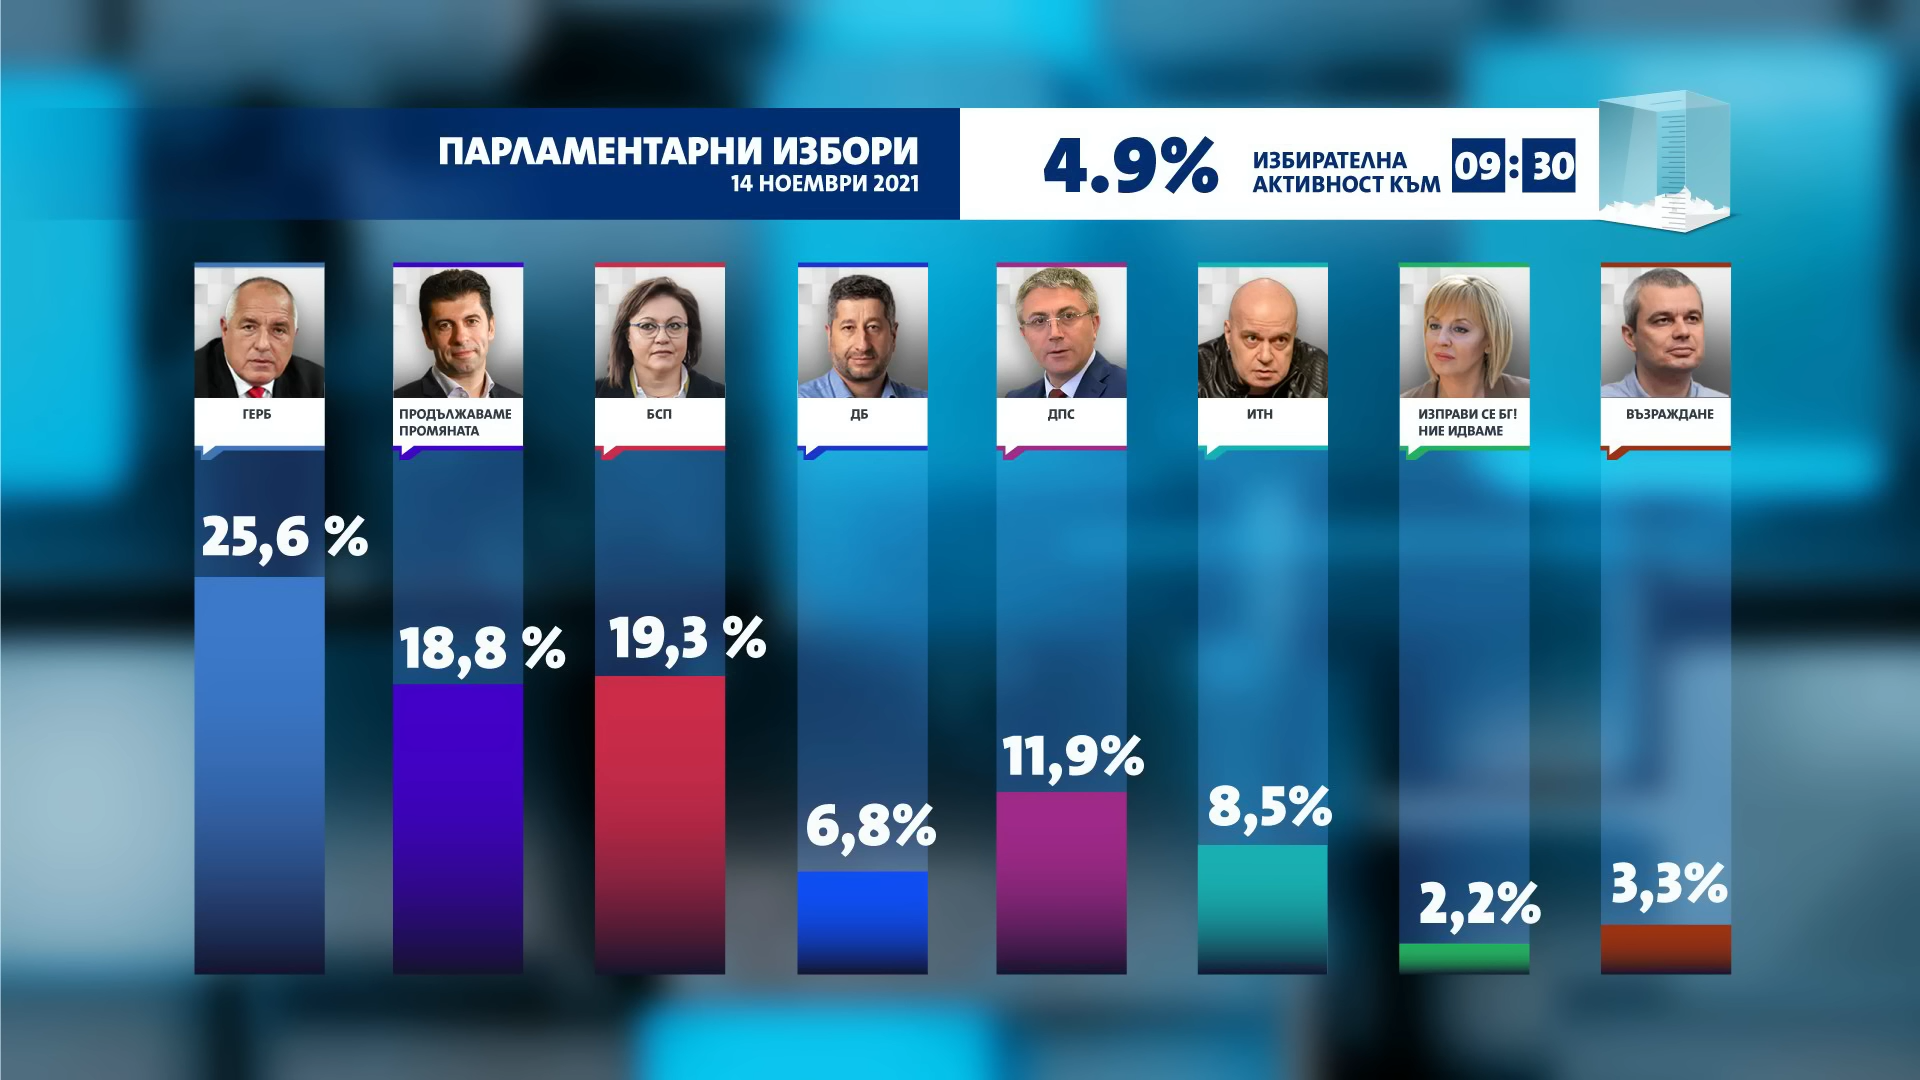 ПАРЛАМЕНТАРНИ ИЗБОРИ
14 НОЕМВРИ 2021
4.9%
ИЗБИРАТЕЛНА
АКТИВНОСТ КЪМ
09:30
ГЕРБ
ПРОДЪЛЖАВАМЕ
ПРОМЯНАТА
БСП
ДБ
ДПС
ИТН
ИЗПРАВИ СЕ БГ!
НИЕ ИДВАМЕ
ВЪЗРАЖДАНЕ
25,6 %
18,8 %
19,3 %
6,8%
11,9%
8,5%
2,2%
3,3%